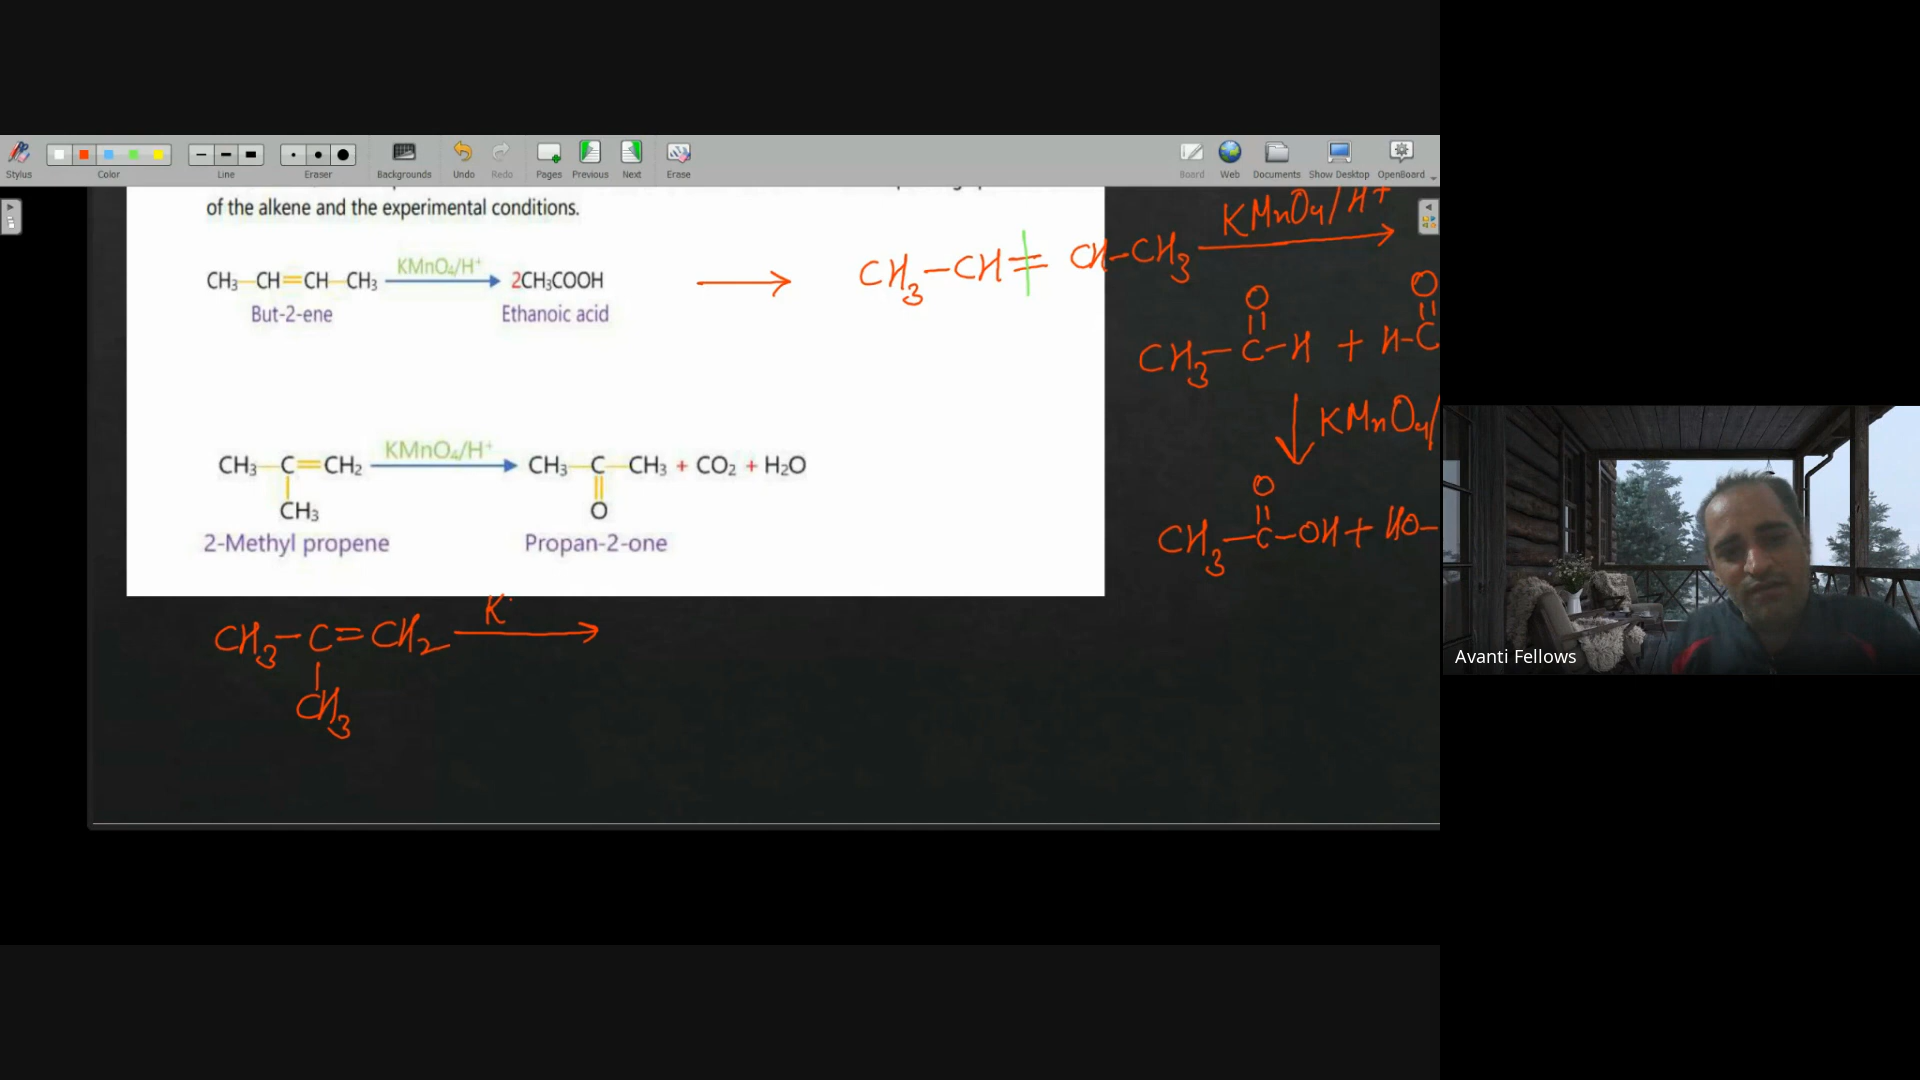 Stylus
Color
Line
Eraser
Backgrounds
Undo
Redo
Pages
Previous
Next
Erase
Board
Web
Documents
Show Desktop
OpenBoard
of the alkene and the experimental conditions.
CH₃—CH=CH—CH₃ KMnO₄/H⁺ 2CH₃COOH
But-2-ene Ethanoic acid
CH₃—C=CH₂ KMnO₄/H⁺ CH₃—C—CH₃ + CO₂ + H₂O
CH₃ O
2-Methyl propene Propan-2-one
CH₃—CH=CH—CH₃ KMnO₄/H⁺
O O
CH₃—C—H + H—C
KMnO₄/
O
CH₃—C—OH + HO—
CH₃—C=CH₂ K
CH₃
Avanti Fellows